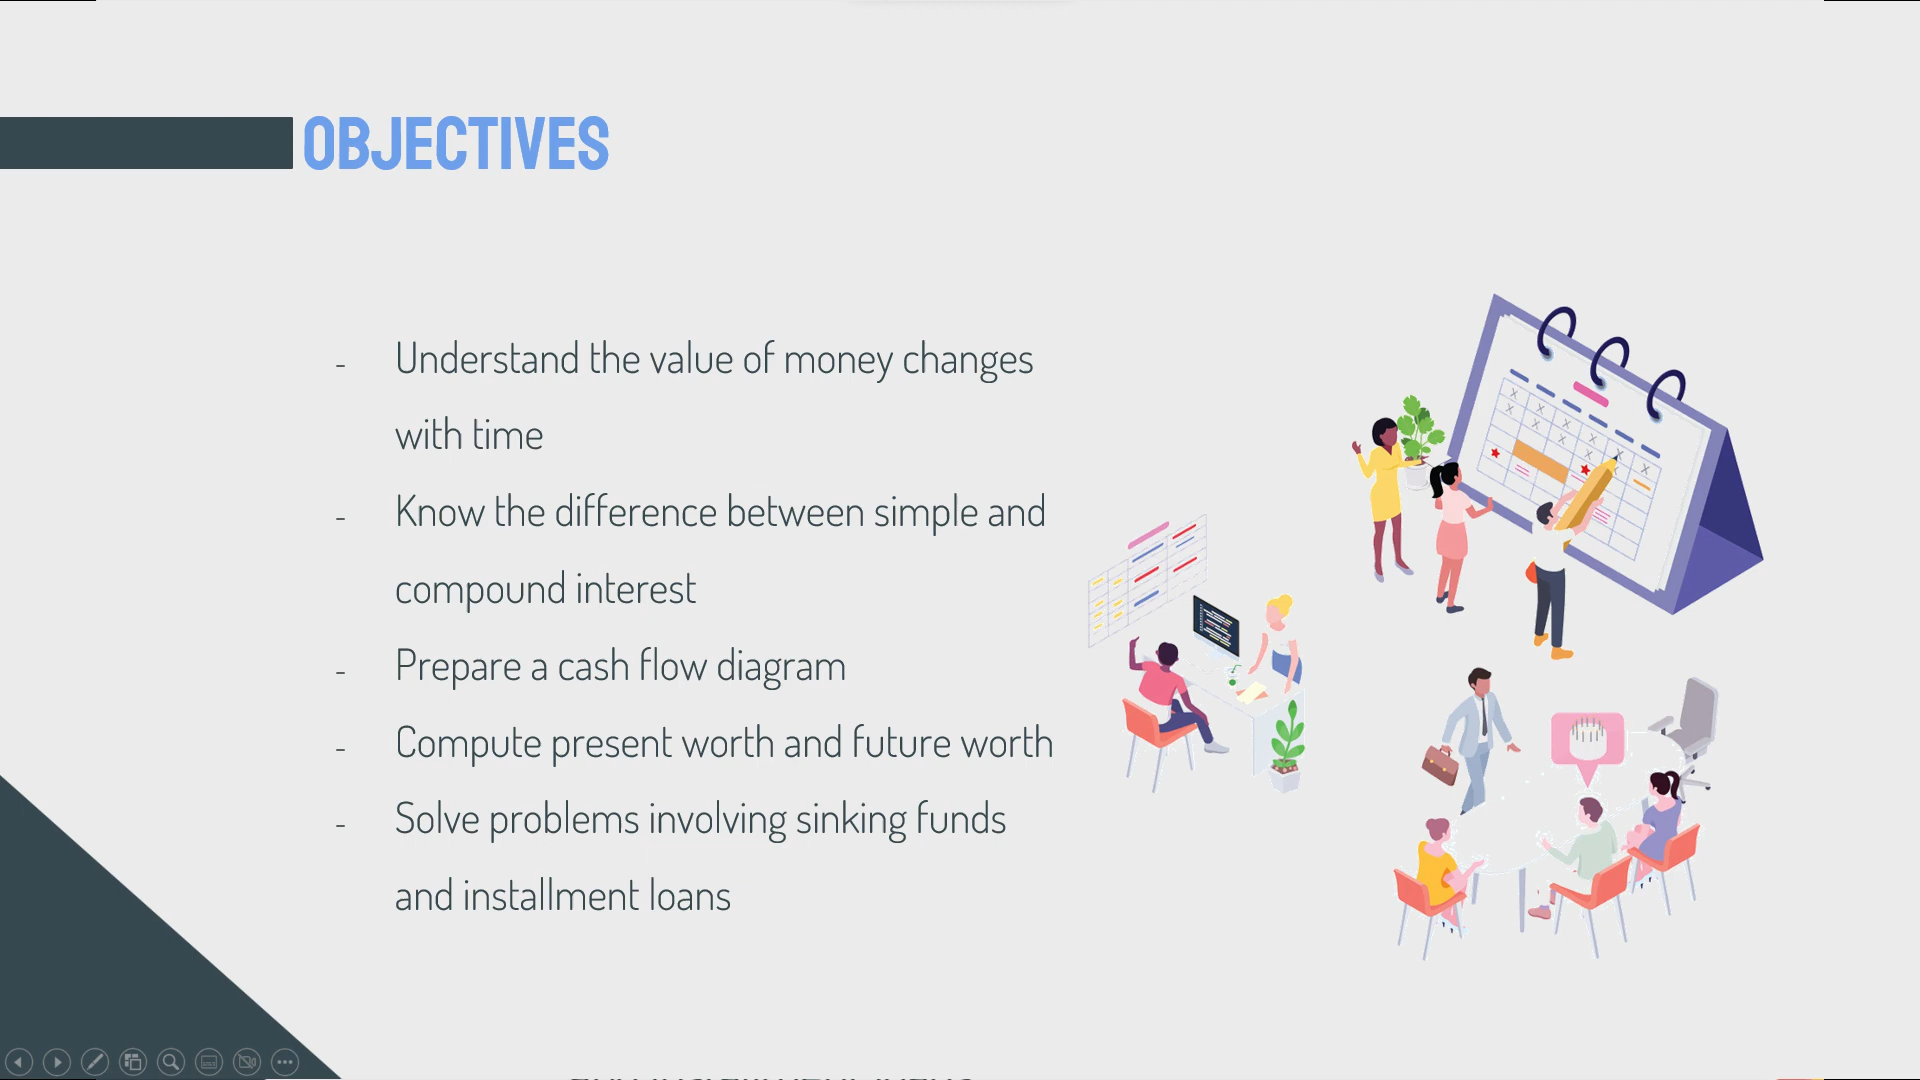 OBJECTIVES
- Understand the value of money changes
with time
- Know the difference between simple and
compound interest
- Prepare a cash flow diagram
- Compute present worth and future worth
- Solve problems involving sinking funds
and installment loans